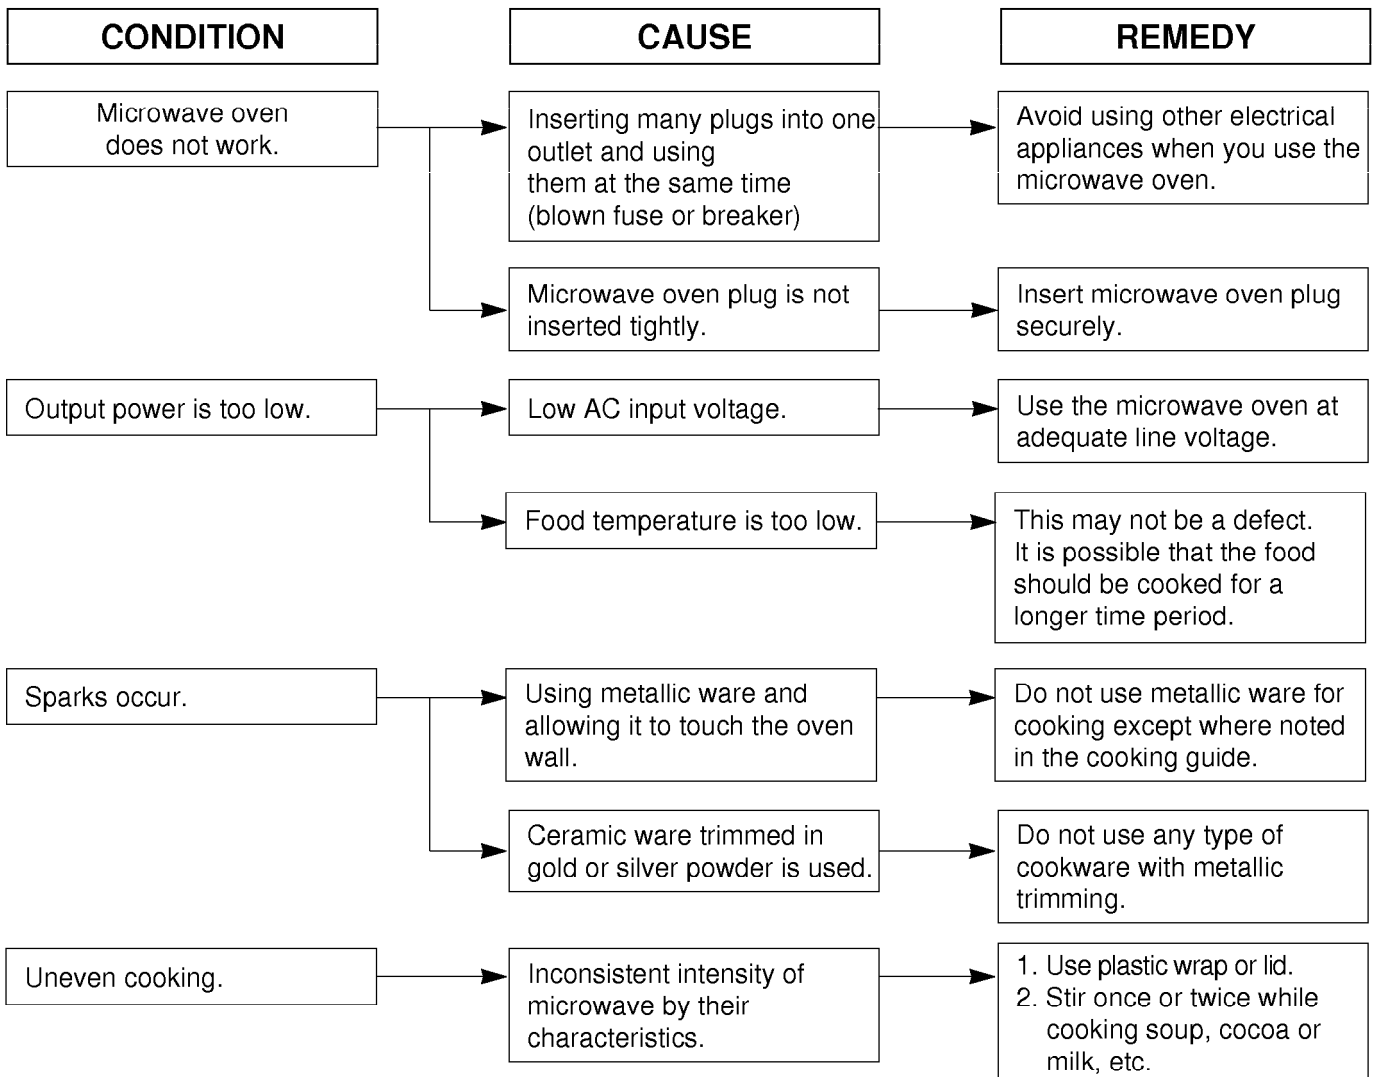 CONDITION
CAUSE
REMEDY
Microwave oven
does not work.
Inserting many plugs into one
outlet and using
them at the same time
(blown fuse or breaker)
Avoid using other electrical
appliances when you use the
microwave oven.
Microwave oven plug is not
inserted tightly.
Insert microwave oven plug
securely.
Output power is too low.
Low AC input voltage.
Use the microwave oven at
adequate line voltage.
Food temperature is too low.
This may not be a defect.
It is possible that the food
should be cooked for a
longer time period.
Sparks occur.
Using metallic ware and
allowing it to touch the oven
wall.
Do not use metallic ware for
cooking except where noted
in the cooking guide.
Ceramic ware trimmed in
gold or silver powder is used.
Do not use any type of
cookware with metallic
trimming.
Uneven cooking.
Inconsistent intensity of
microwave by their
characteristics.
1. Use plastic wrap or lid.
2. Stir once or twice while
cooking soup, cocoa or
milk, etc.